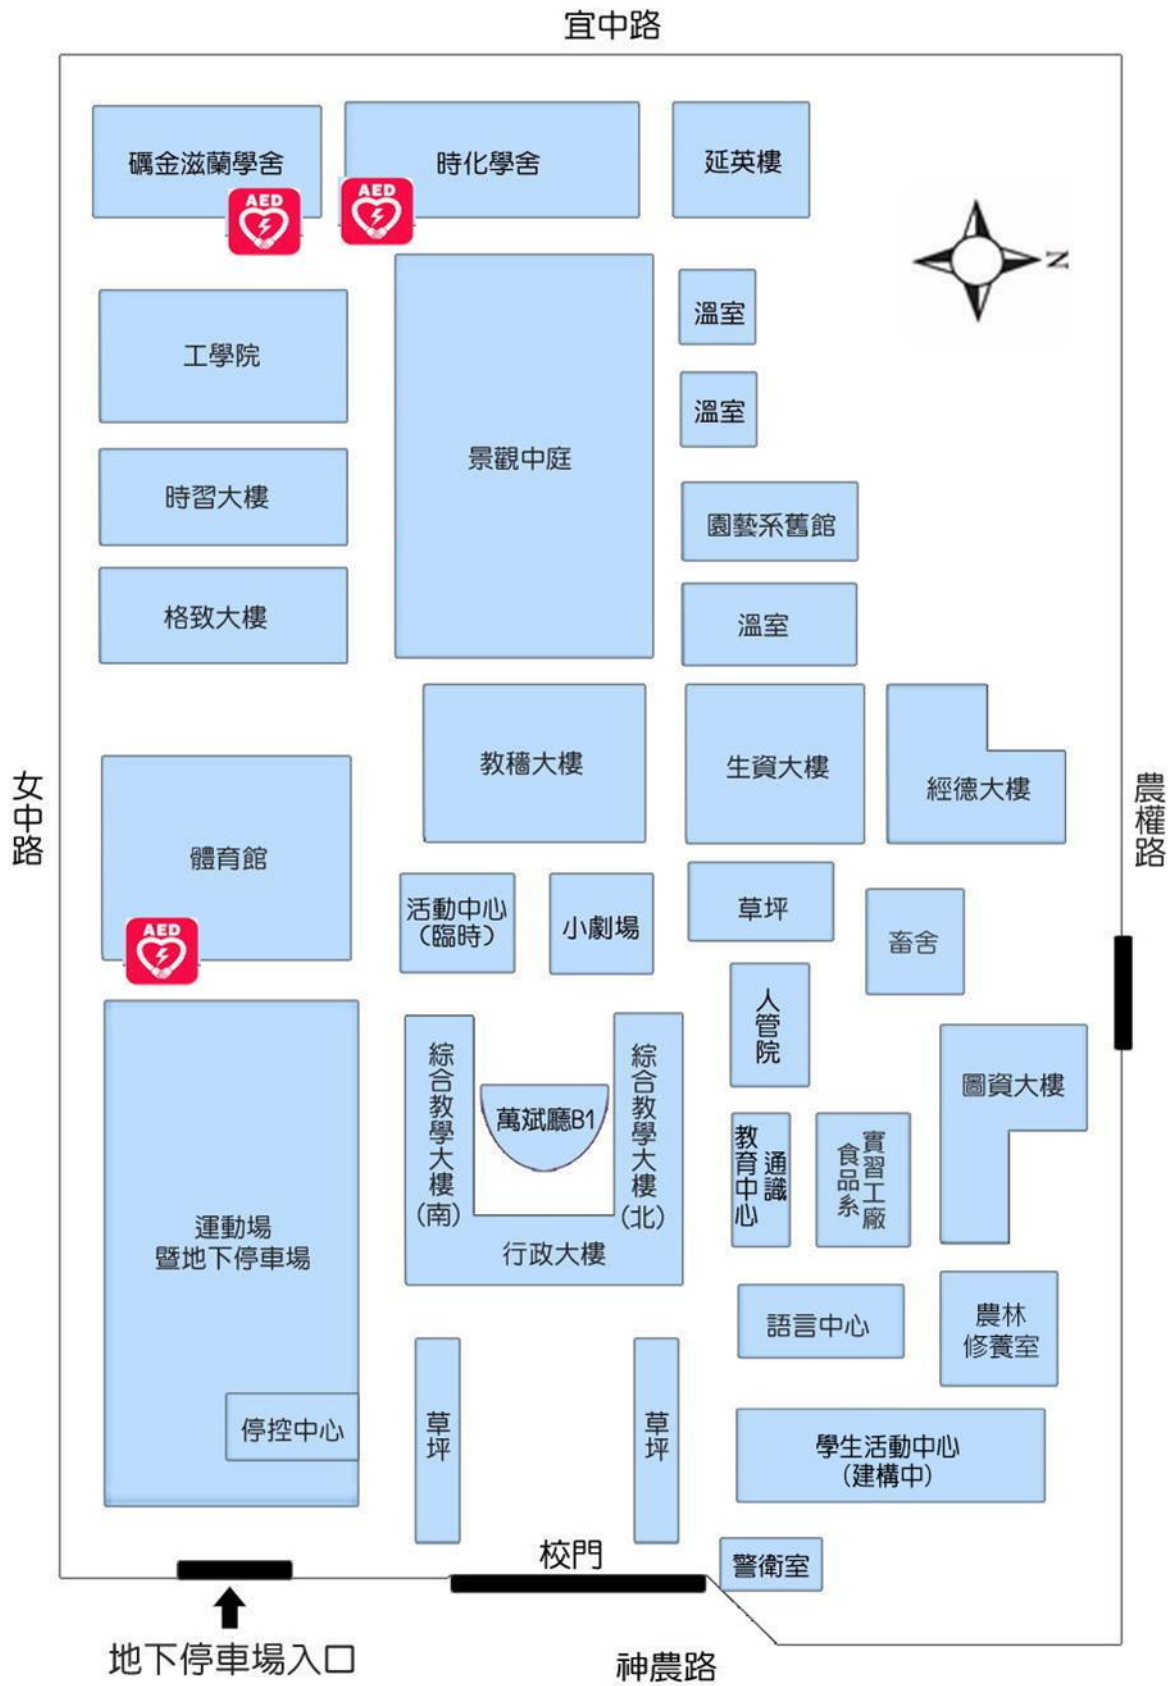 宜中路
礪金滋蘭學舍
時化學舍
延英樓
AED
AED
N
溫室
工學院
溫室
景觀中庭
時習大樓
園藝系舊館
格致大樓
溫室
教穡大樓
生資大樓
經德大樓
女中路
農權路
體育館
AED
活動中心
(臨時)
小劇場
草坪
畜舍
人管院
綜合教學大樓(南)
萬斌廳B1
綜合教學大樓(北)
圖資大樓
通識
教育中心
實習工廠
食品系
運動場
暨地下停車場
行政大樓
語言中心
農林
修養室
停控中心
草坪
草坪
學生活動中心
(建構中)
校門
警衛室
地下停車場入口
神農路